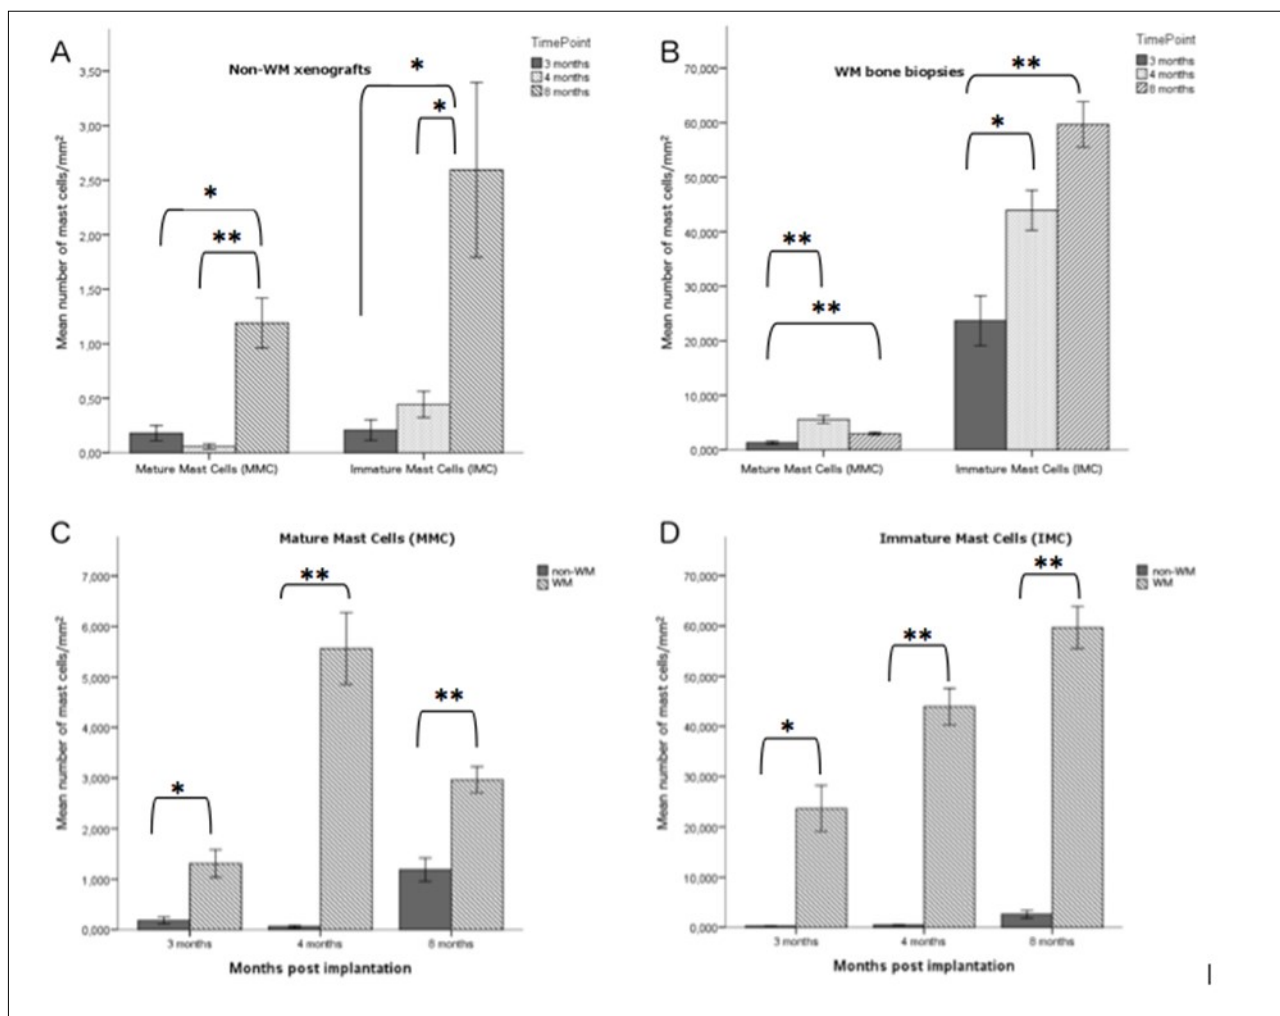 A
Non-WM xenografts
TimePoint
3 months
4 months
8 months
Mean number of mast cells/mm²
3,50
3,00
2,50
2,00
1,50
1,00
0,50
0,00
*
*
*
**
Mature Mast Cells (MMC)
Immature Mast Cells (IMC)
B
WM bone biopsies
TimePoint
3 months
4 months
8 months
Mean number of mast cells/mm²
70,000
60,000
50,000
40,000
30,000
20,000
10,000
0,000
**
*
**
**
Mature Mast Cells (MMC)
Immature Mast Cells (IMC)
C
Mature Mast Cells (MMC)
non-WM
WM
Mean number of mast cells/mm²
7,000
6,000
5,000
4,000
3,000
2,000
1,000
0,000
*
**
**
3 months
4 months
8 months
Months post implantation
D
Immature Mast Cells (IMC)
non-WM
WM
Mean number of mast cells/mm²
70,000
60,000
50,000
40,000
30,000
20,000
10,000
0,000
*
**
**
3 months
4 months
8 months
Months post implantation